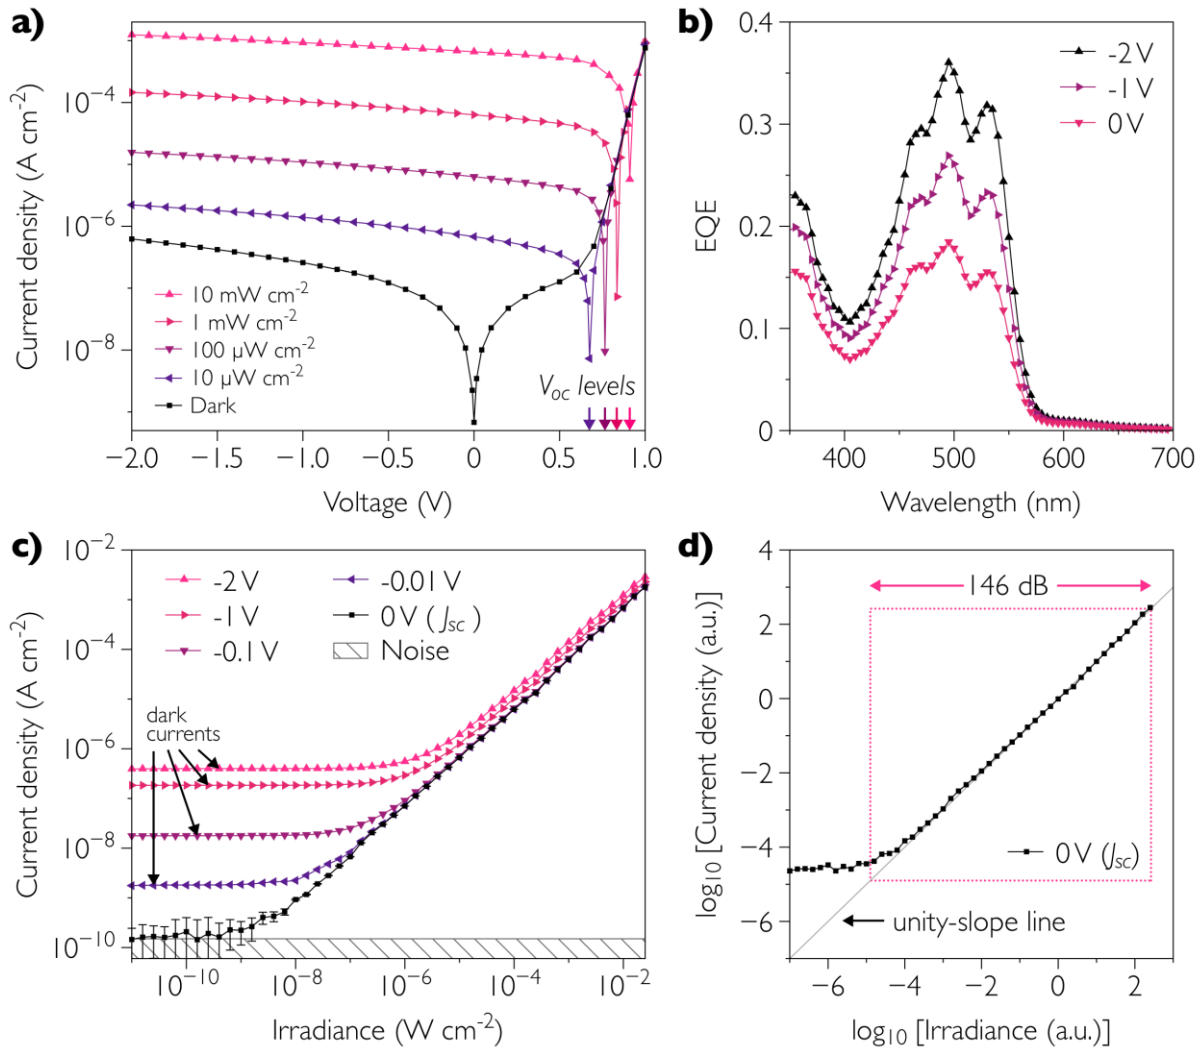 a)
Current density (A cm⁻²)
10⁻⁴
10⁻⁶
10⁻⁸
10 mW cm⁻²
1 mW cm⁻²
100 μW cm⁻²
10 μW cm⁻²
Dark
V_oc levels
−2.0 −1.5 −1.0 −0.5 0 0.5 1.0
Voltage (V)
b)
EQE
0.4
0.3
0.2
0.1
0
-2 V
-1 V
0 V
400 500 600 700
Wavelength (nm)
c)
Current density (A cm⁻²)
10⁻²
10⁻⁴
10⁻⁶
10⁻⁸
10⁻¹⁰
-2 V
-1 V
-0.1 V
-0.01 V
0 V (J_sc)
Noise
dark
currents
10⁻¹⁰ 10⁻⁸ 10⁻⁶ 10⁻⁴ 10⁻²
Irradiance (W cm⁻²)
d)
log₁₀ [Current density (a.u.)]
4
2
0
−2
−4
−6
146 dB
0 V (J_sc)
unity-slope line
−6 −4 −2 0 2
log₁₀ [Irradiance (a.u.)]